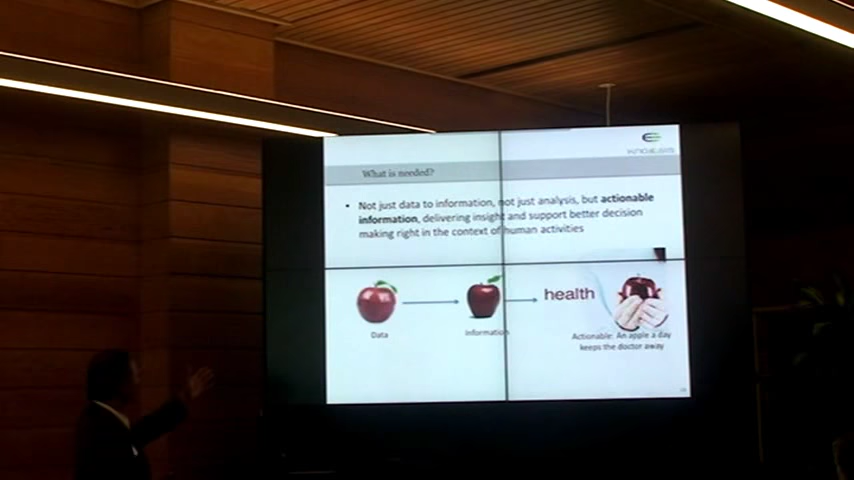 KNOESIS
What is needed?
• Not just data to information, not just analysis, but actionable
information, delivering insight and support better decision
making right in the context of human activities
health
Data
Information
Actionable: An apple a day
keeps the doctor away